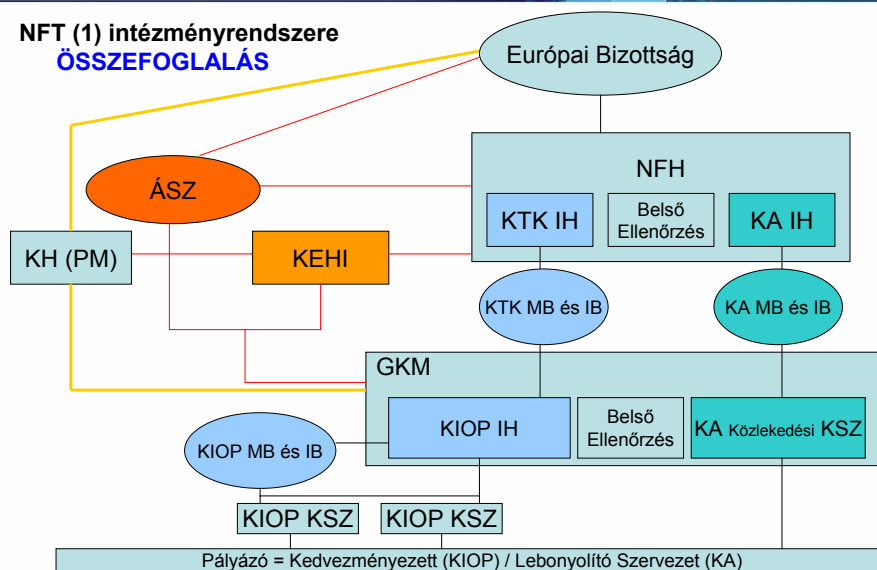 NFT (1) intézményrendszere
ÖSSZEFOGLALÁS
Európai Bizottság
NFH
ÁSZ
KTK IH
Belső
Ellenőrzés
KA IH
KH (PM)
KEHI
KTK MB és IB
KA MB és IB
GKM
KIOP IH
Belső
Ellenőrzés
KA Közlekedési KSZ
KIOP MB és IB
KIOP KSZ
KIOP KSZ
Pályázó = Kedvezményezett (KIOP) / Lebonyolító Szervezet (KA)